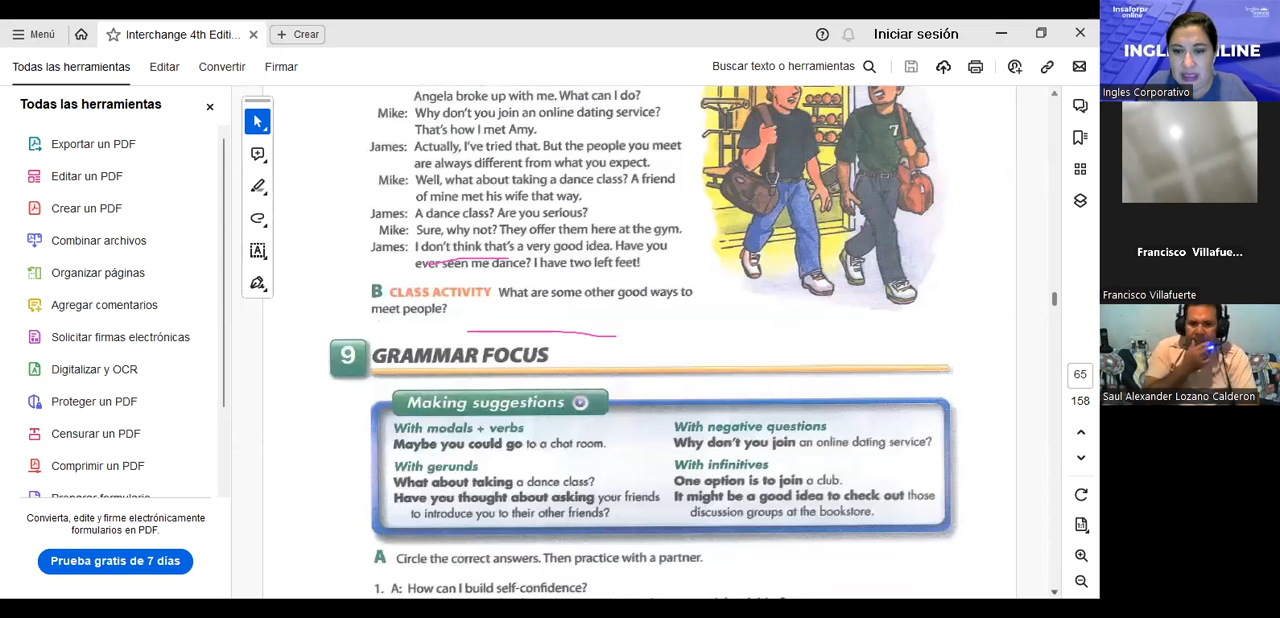 Menú
Interchange 4th Editi...
Crear
Iniciar sesión
Todas las herramientas
Editar
Convertir
Firmar
Buscar texto o herramientas
Todas las herramientas
Exportar un PDF
Editar un PDF
Crear un PDF
Combinar archivos
Organizar páginas
Agregar comentarios
Solicitar firmas electrónicas
Digitalizar y OCR
Proteger un PDF
Censurar un PDF
Comprimir un PDF
Preparar formulario
Convierta, edite y firme electrónicamente
formularios en PDF.
Prueba gratis de 7 días
Angela broke up with me. What can I do?
Mike: Why don't you join an online dating service?
That's how I met Amy.
James: Actually, I've tried that. But the people you meet
are always different from what you expect.
Mike: Well, what about taking a dance class? A friend
of mine met his wife that way.
James: A dance class? Are you serious?
Mike: Sure, why not? They offer them here at the gym.
James: I don't think that's a very good idea. Have you
ever seen me dance? I have two left feet!
7
B CLASS ACTIVITY What are some other good ways to
meet people?
9 GRAMMAR FOCUS
Making suggestions
With modals + verbs
Maybe you could go to a chat room.
With gerunds
What about taking a dance class?
Have you thought about asking your friends
to introduce you to their other friends?
With negative questions
Why don't you join an online dating service?
With infinitives
One option is to join a club.
It might be a good idea to check out those
discussion groups at the bookstore.
A Circle the correct answers. Then practice with a partner.
1. A: How can I build self-confidence?
65
158
Insaforp
online
Ingles Corporativo
Francisco Villafue...
Francisco Villafuerte
Saul Alexander Lozano Calderon